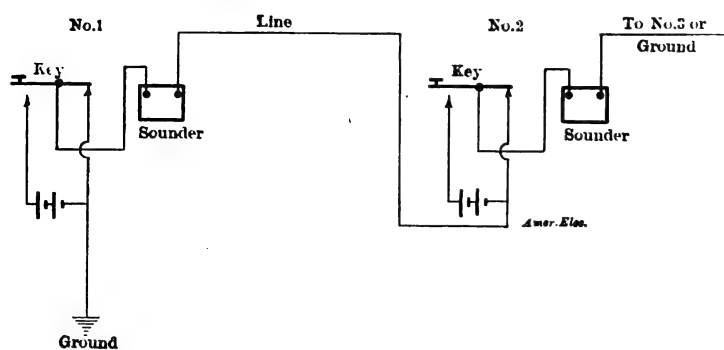 No.1
Line
No.2
To No.3 or
Ground
Key
Key
Sounder
Sounder
Amer. Elec.
Ground